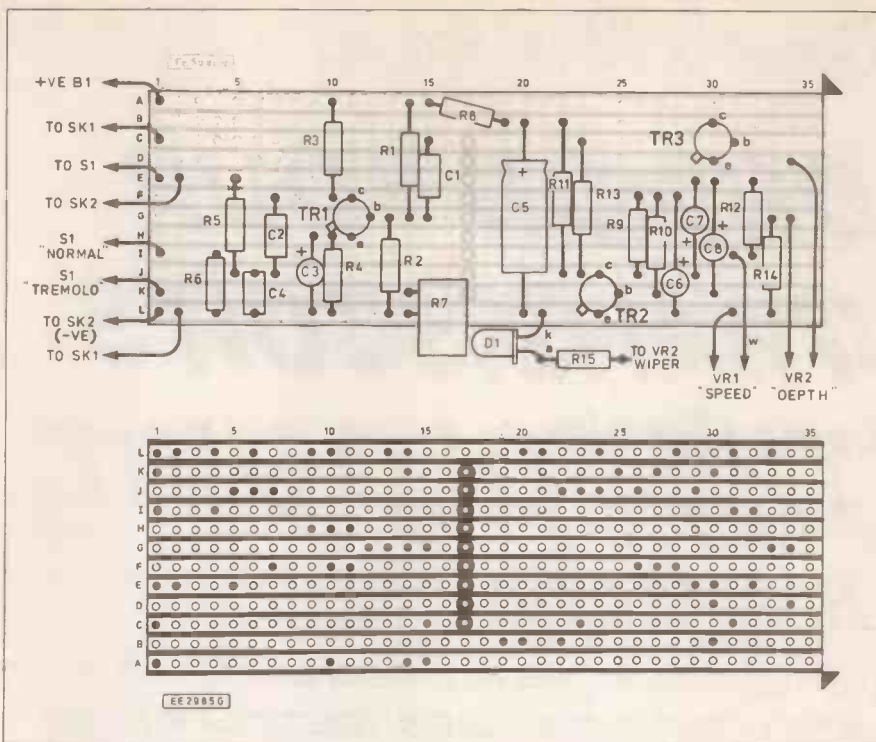 1 5 10 15 20 25 30 35
+VE B1
TO SK1
TO S1
TO SK2
S1
"NORMAL"
S1
"TREMOLO"
TO SK2
(-VE)
TO SK1
A
B
C
D
E
F
G
H
I
J
K
L
R3
R1
R8
C1
+
C5
R11
R13
TR3
c
b
e
R5
C2
TR1
c
b
e
R9
R10
C7
+
C8
+
R12
R6
C4
+
C3
R4
R2
R7
c
b
e
TR2
C6
+
R14
D1
k
a
R15
TO VR2
WIPER
VR1
"SPEED"
w
VR2
"OEPTH"
1 5 10 15 20 25 30 35
L
K
J
I
H
G
F
E
D
C
B
A
EE2985G